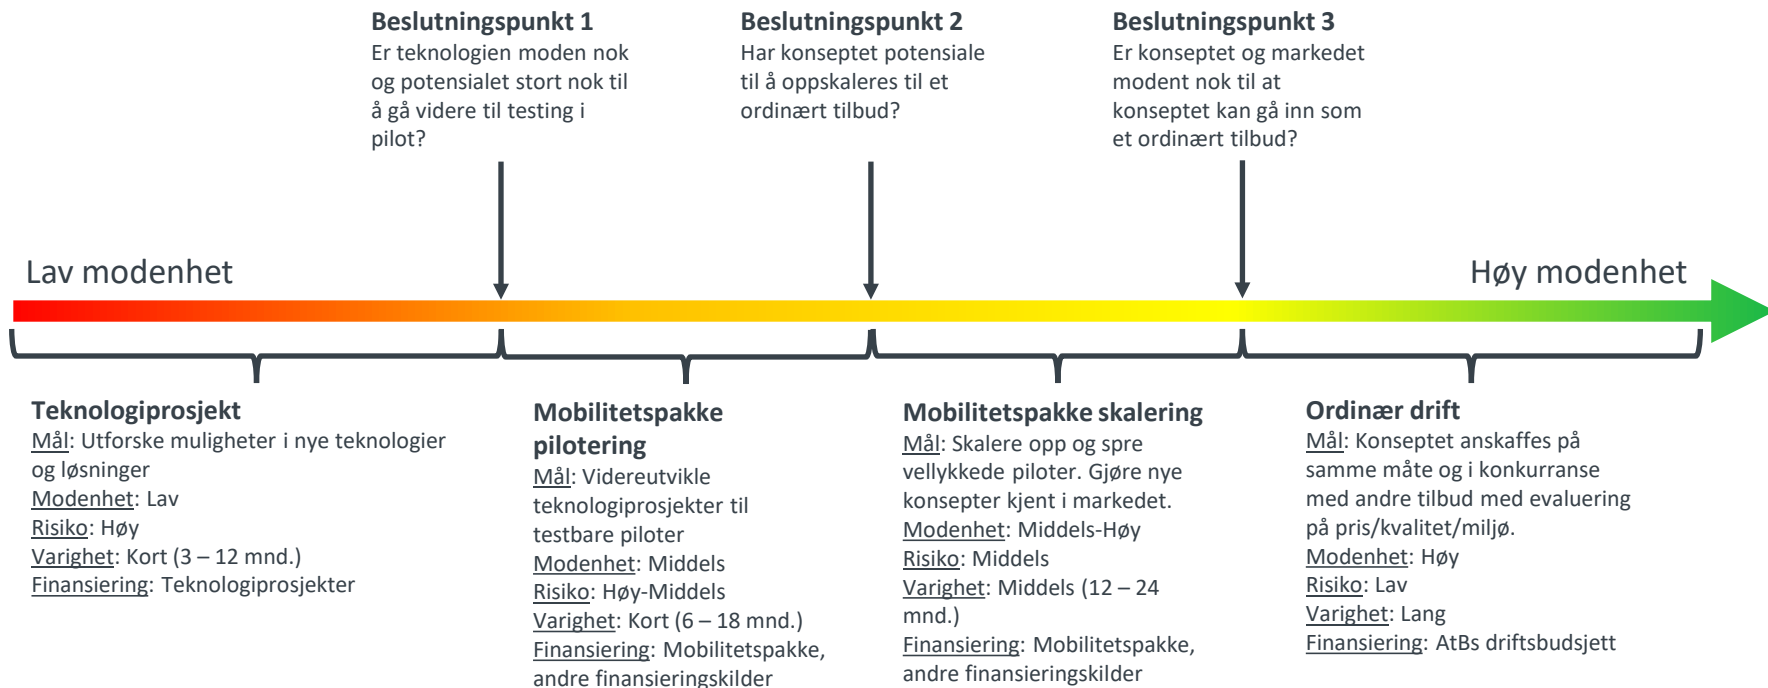 Beslutningspunkt 1
Er teknologien moden nok
og potensialet stort nok til
å gå videre til testing i
pilot?
Beslutningspunkt 2
Har konseptet potensiale
til å oppskaleres til et
ordinært tilbud?
Beslutningspunkt 3
Er konseptet og markedet
modent nok til at
konseptet kan gå inn som
et ordinært tilbud?
Lav modenhet
Høy modenhet
Teknologiprosjekt
Mål: Utforske muligheter i nye teknologier
og løsninger
Modenhet: Lav
Risiko: Høy
Varighet: Kort (3 – 12 mnd.)
Finansiering: Teknologiprosjekter
Mobilitetspakke
pilotering
Mål: Videreutvikle
teknologiprosjekter til
testbare piloter
Modenhet: Middels
Risiko: Høy-Middels
Varighet: Kort (6 – 18 mnd.)
Finansiering: Mobilitetspakke,
andre finansieringskilder
Mobilitetspakke skalering
Mål: Skalere opp og spre
vellykkede piloter. Gjøre nye
konsepter kjent i markedet.
Modenhet: Middels-Høy
Risiko: Middels
Varighet: Middels (12 – 24
mnd.)
Finansiering: Mobilitetspakke,
andre finansieringskilder
Ordinær drift
Mål: Konseptet anskaffes på
samme måte og i konkurranse
med andre tilbud med evaluering
på pris/kvalitet/miljø.
Modenhet: Høy
Risiko: Lav
Varighet: Lang
Finansiering: AtBs driftsbudsjett